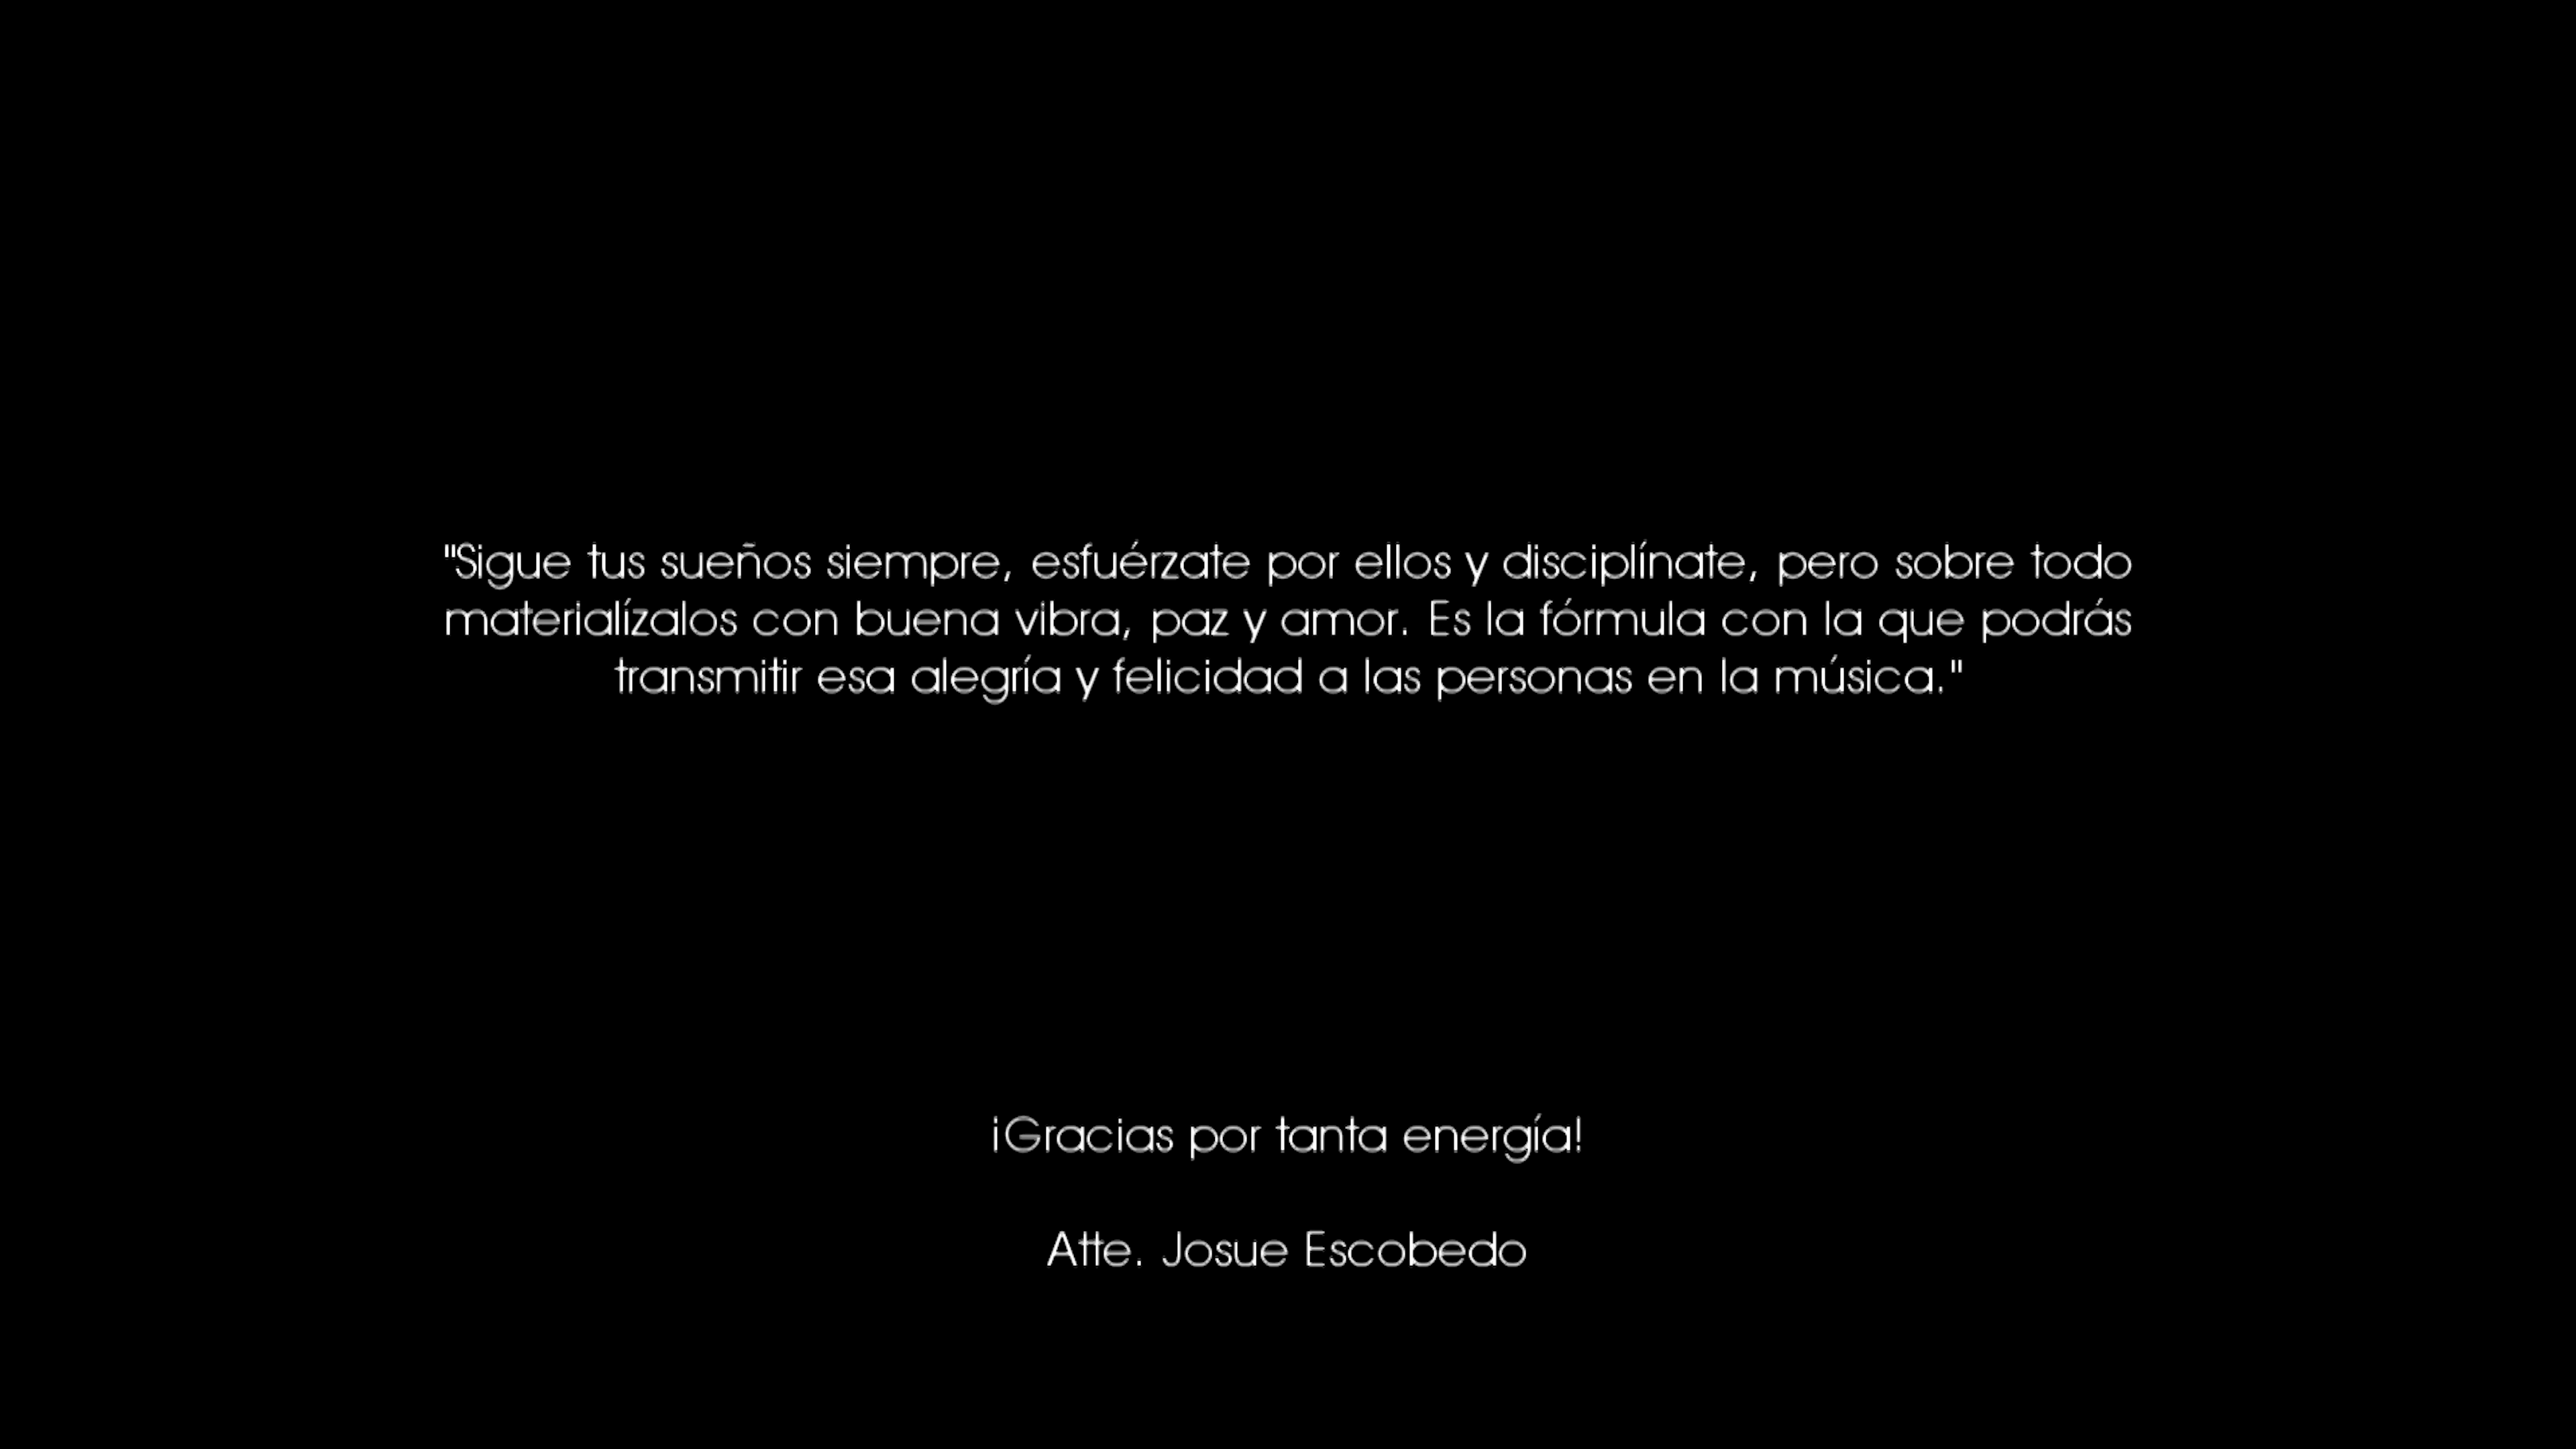 "Sigue tus sueños siempre, esfuérzate por ellos y disciplínate, pero sobre todo
materialízalos con buena vibra, paz y amor. Es la fórmula con la que podrás
transmitir esa alegría y felicidad a las personas en la música."
¡Gracias por tanta energía!
Atte. Josue Escobedo